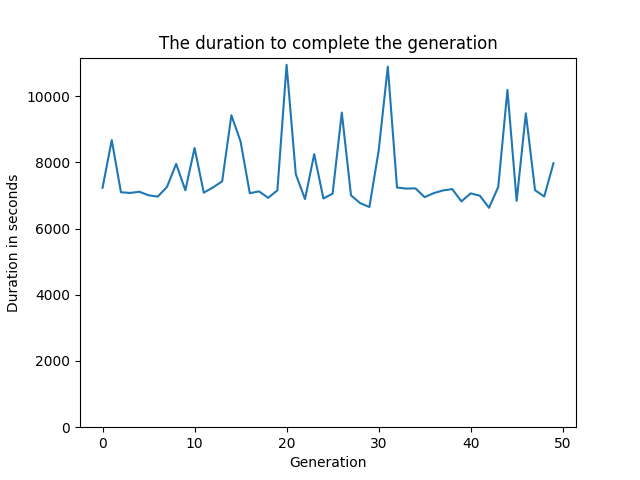 The duration to complete the generation
Duration in seconds
10000
8000
6000
4000
2000
0
0 10 20 30 40 50
Generation